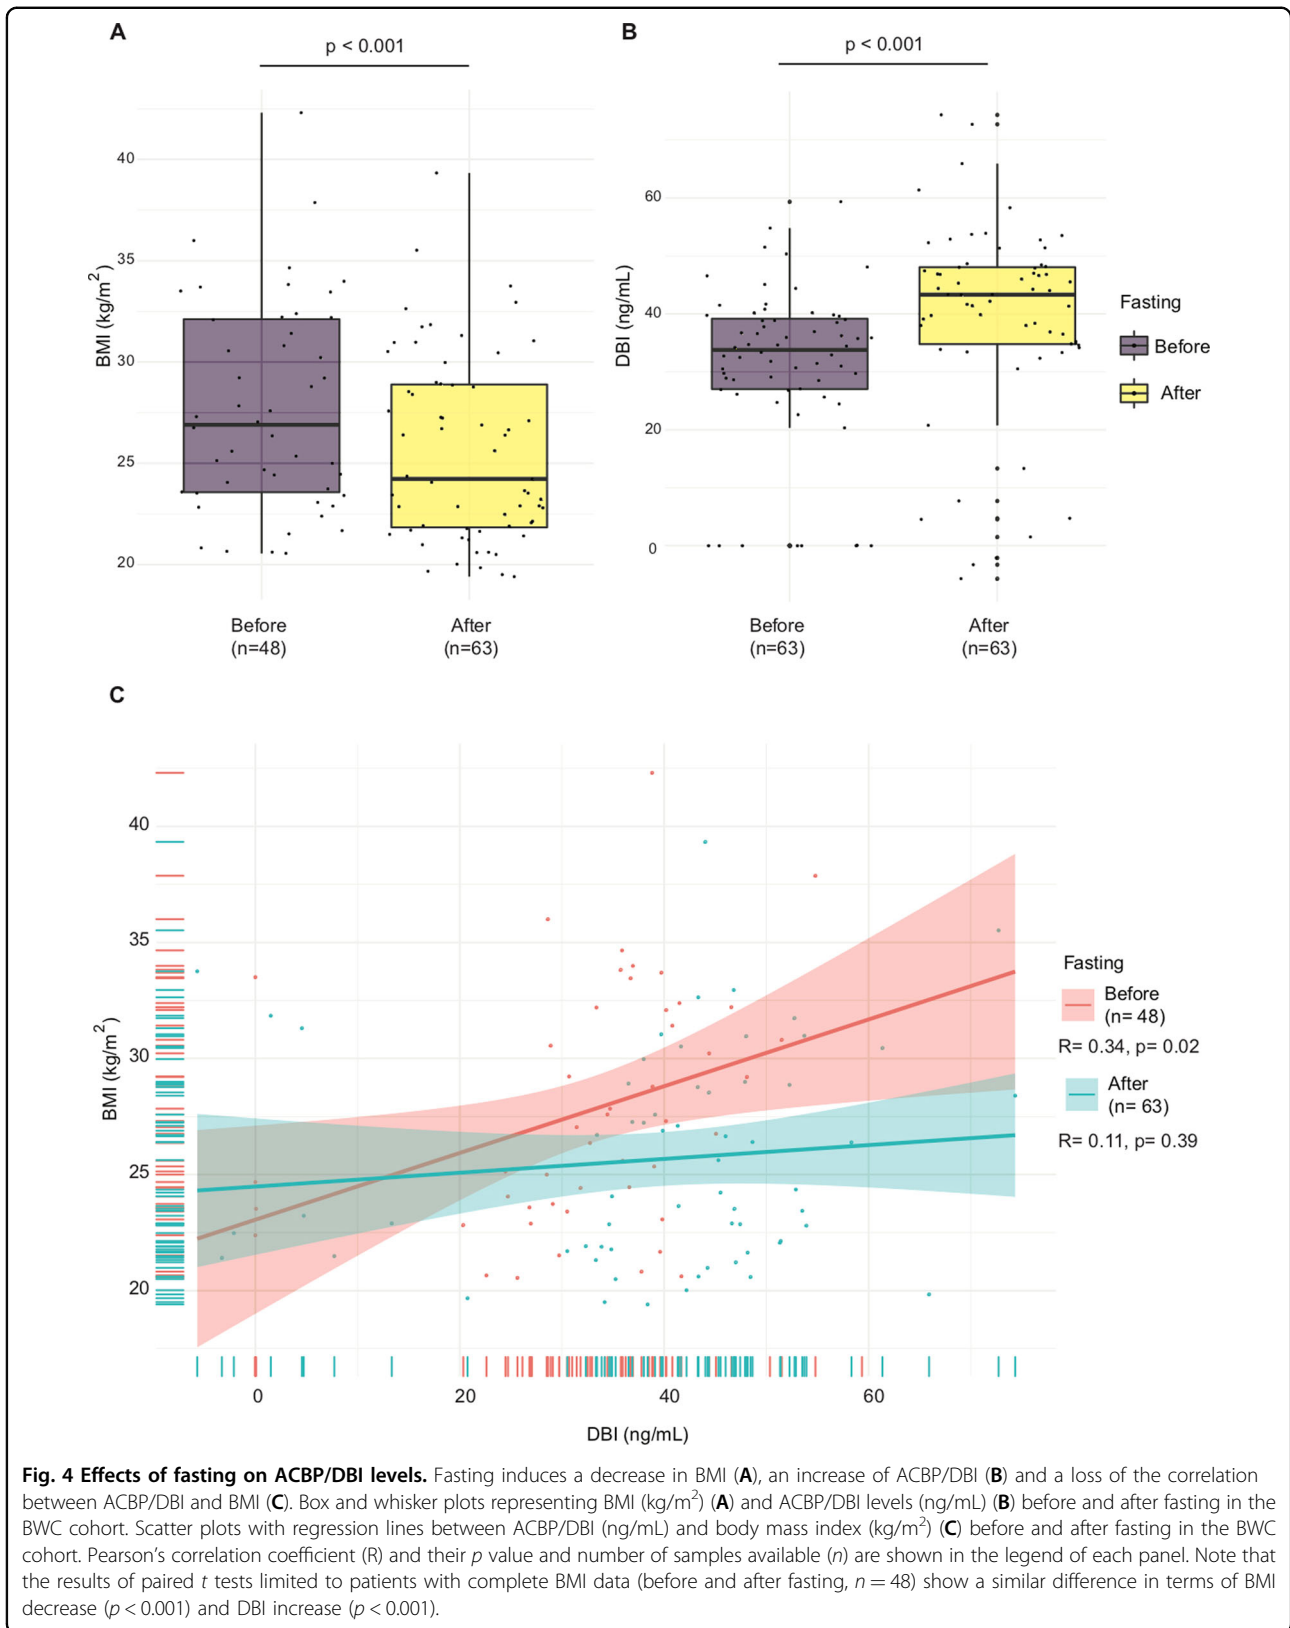 A
p < 0.001
BMI (kg/m²)
40
35
30
25
20
Before
(n=48)
After
(n=63)
B
p < 0.001
DBI (ng/mL)
60
40
20
0
Before
(n=63)
After
(n=63)
Fasting
Before
After
C
BMI (kg/m²)
40
35
30
25
20
0
20
40
60
DBI (ng/mL)
Fasting
Before
(n= 48)
R= 0.34, p= 0.02
After
(n= 63)
R= 0.11, p= 0.39
Fig. 4 Effects of fasting on ACBP/DBI levels. Fasting induces a decrease in BMI (A), an increase of ACBP/DBI (B) and a loss of the correlation
between ACBP/DBI and BMI (C). Box and whisker plots representing BMI (kg/m²) (A) and ACBP/DBI levels (ng/mL) (B) before and after fasting in the
BWC cohort. Scatter plots with regression lines between ACBP/DBI (ng/mL) and body mass index (kg/m²) (C) before and after fasting in the BWC
cohort. Pearson's correlation coefficient (R) and their p value and number of samples available (n) are shown in the legend of each panel. Note that
the results of paired t tests limited to patients with complete BMI data (before and after fasting, n = 48) show a similar difference in terms of BMI
decrease (p < 0.001) and DBI increase (p < 0.001).